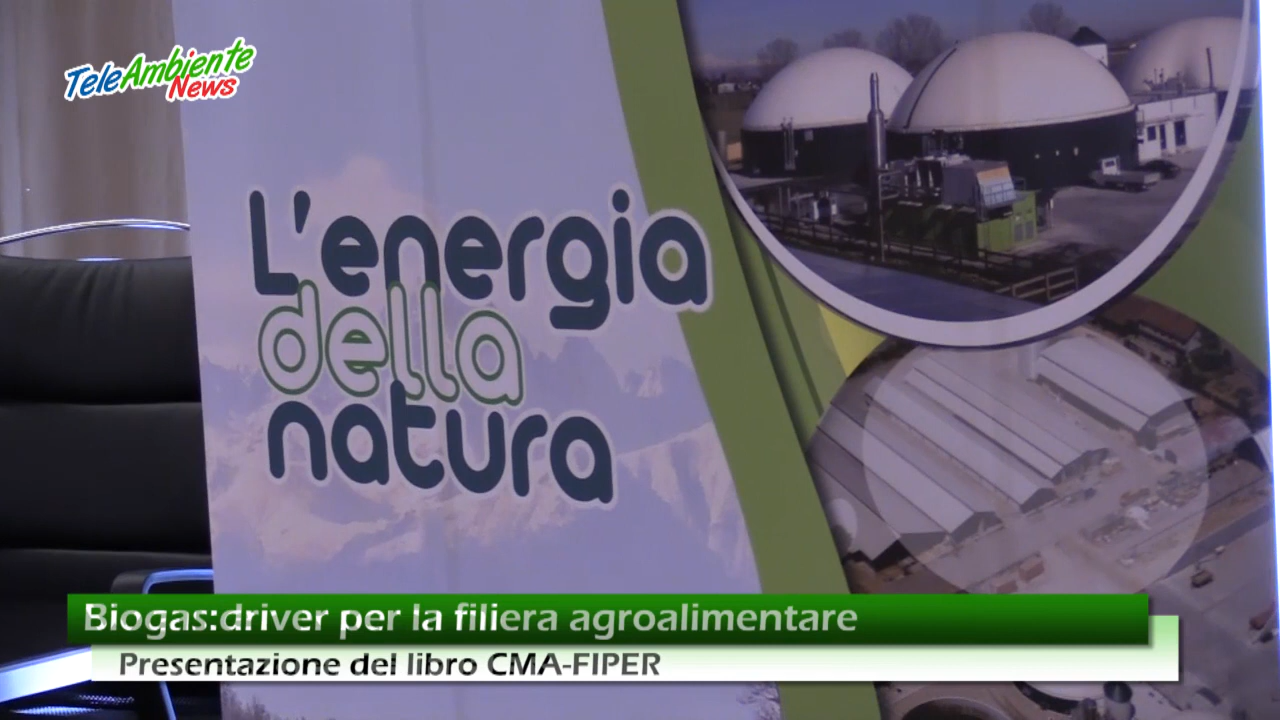 TeleAmbiente
News
L'energia
della
natura
Biogas:driver per la filiera agroalimentare
Presentazione del libro CMA-FIPER